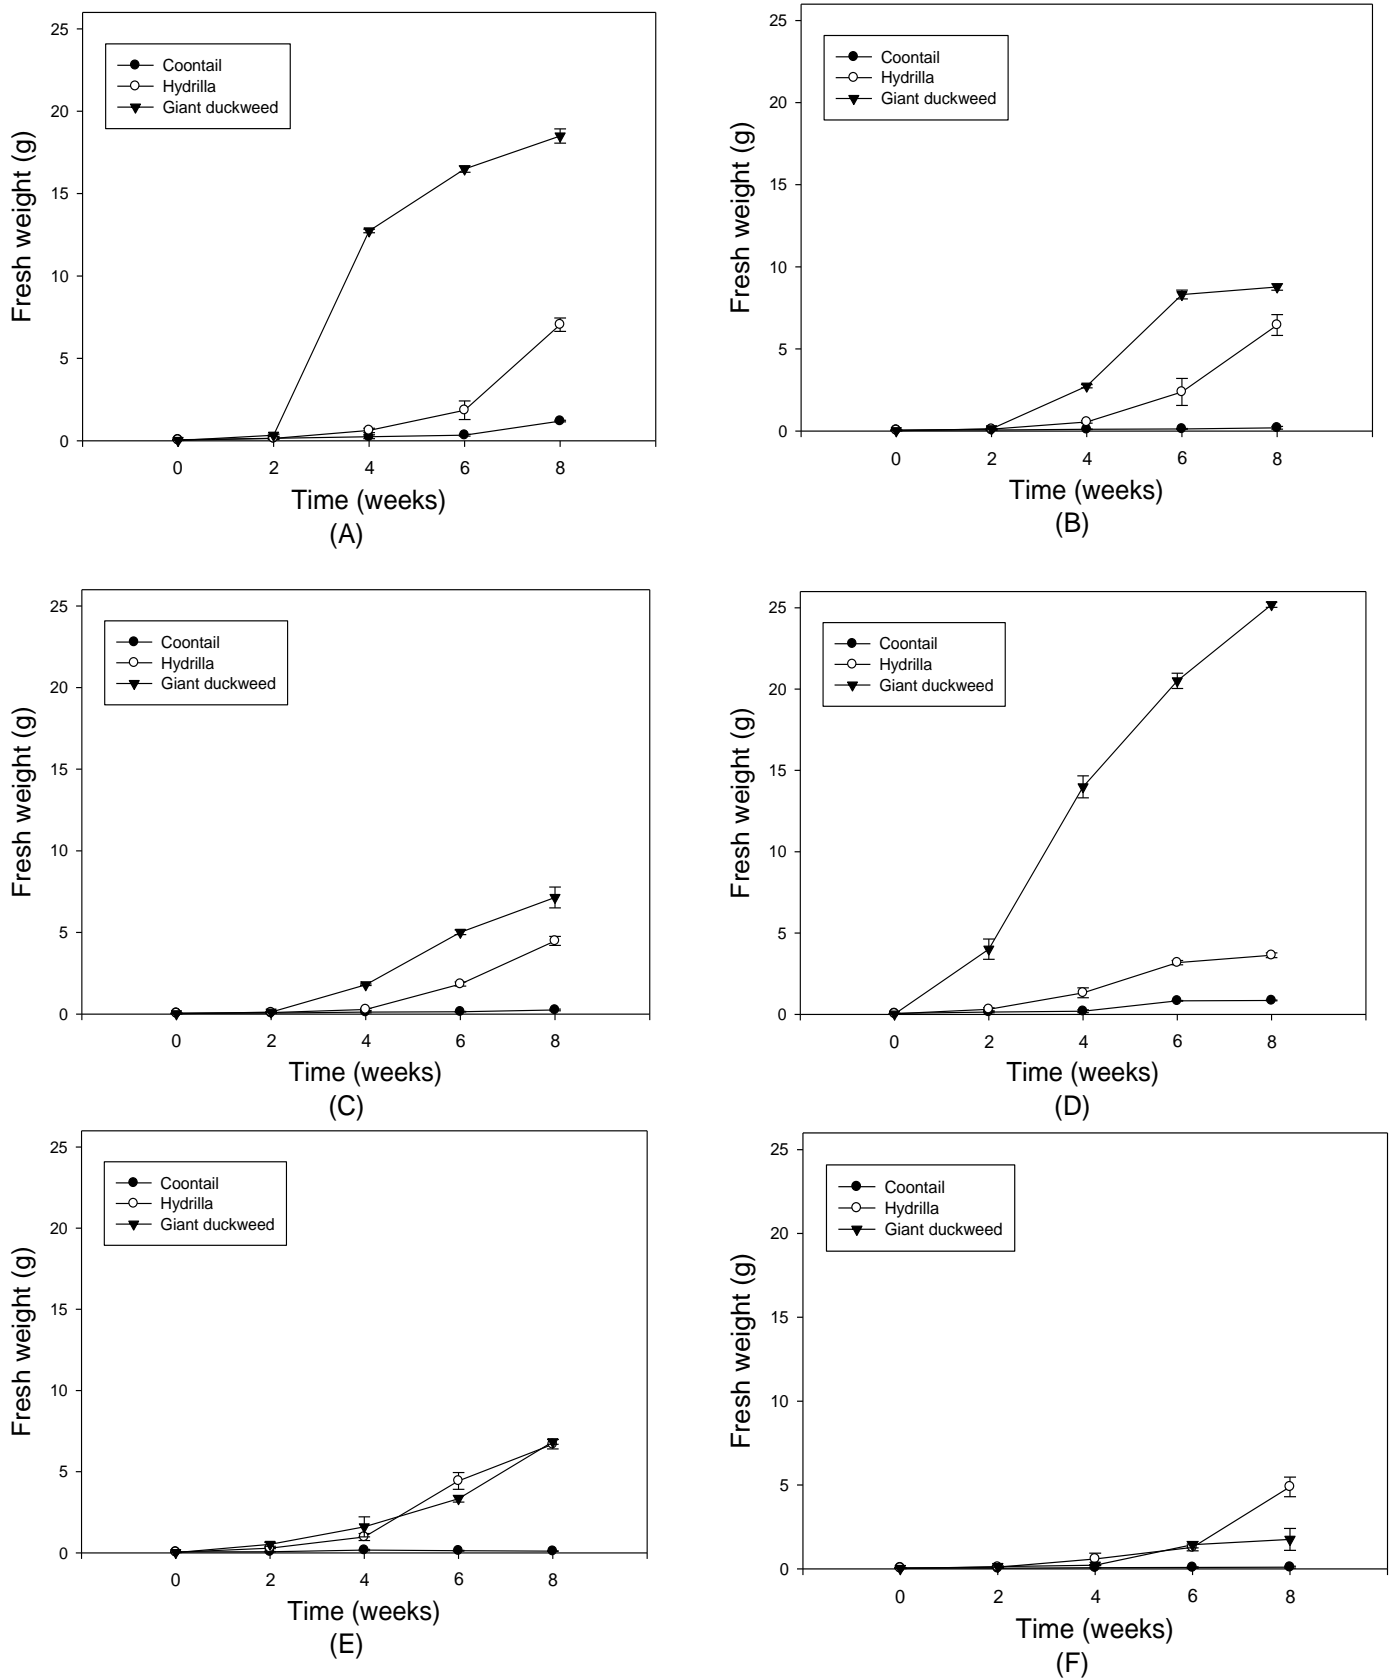 25
20
15
10
5
0
Fresh weight (g)
Coontail
Hydrilla
Giant duckweed
0 2 4 6 8
Time (weeks)
(A)
25
20
15
10
5
0
Fresh weight (g)
Coontail
Hydrilla
Giant duckweed
0 2 4 6 8
Time (weeks)
(B)
25
20
15
10
5
0
Fresh weight (g)
Coontail
Hydrilla
Giant duckweed
0 2 4 6 8
Time (weeks)
(C)
25
20
15
10
5
0
Fresh weight (g)
Coontail
Hydrilla
Giant duckweed
0 2 4 6 8
Time (weeks)
(D)
25
20
15
10
5
0
Fresh weight (g)
Coontail
Hydrilla
Giant duckweed
0 2 4 6 8
Time (weeks)
(E)
25
20
15
10
5
0
Fresh weight (g)
Coontail
Hydrilla
Giant duckweed
0 2 4 6 8
Time (weeks)
(F)